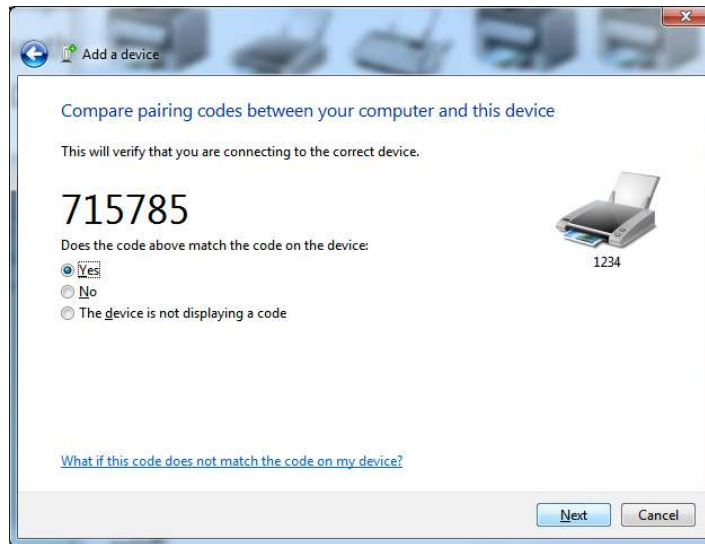 Add a device
Compare pairing codes between your computer and this device
This will verify that you are connecting to the correct device.
715785
Does the code above match the code on the device:
Yes
No
The device is not displaying a code
1234
What if this code does not match the code on my device?
Next
Cancel